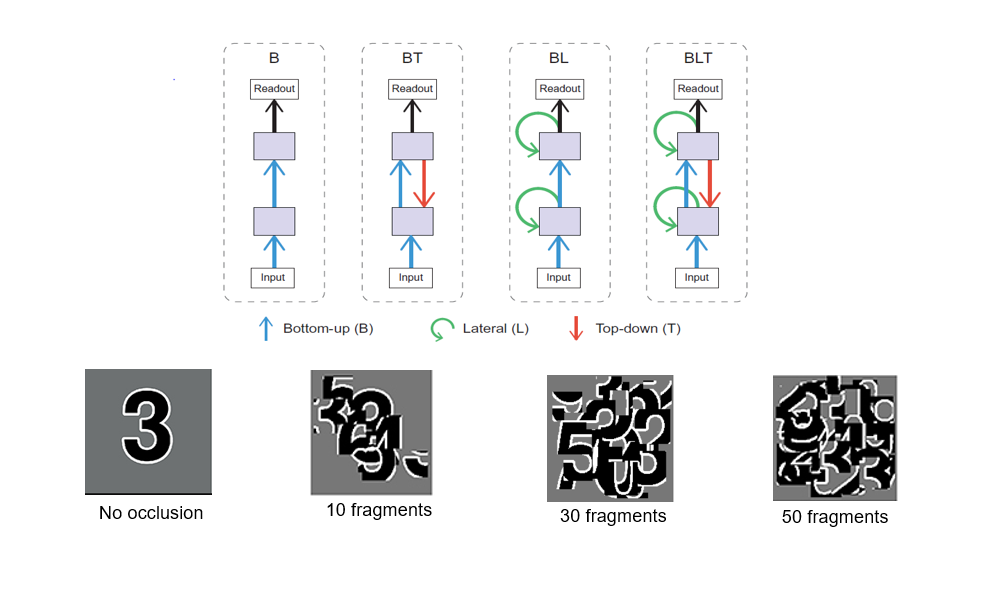 B BT BL BLT
Readout Readout Readout Readout
Input Input Input Input
Bottom-up (B) Lateral (L) Top-down (T)
3
No occlusion 10 fragments 30 fragments 50 fragments